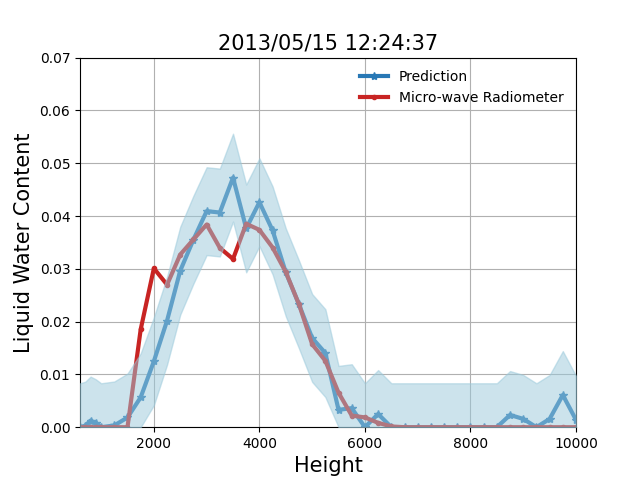 2013/05/15 12:24:37
Prediction
Micro-wave Radiometer
0.07
0.06
0.05
0.04
0.03
0.02
0.01
0.00
Liquid Water Content
2000 4000 6000 8000 10000
Height